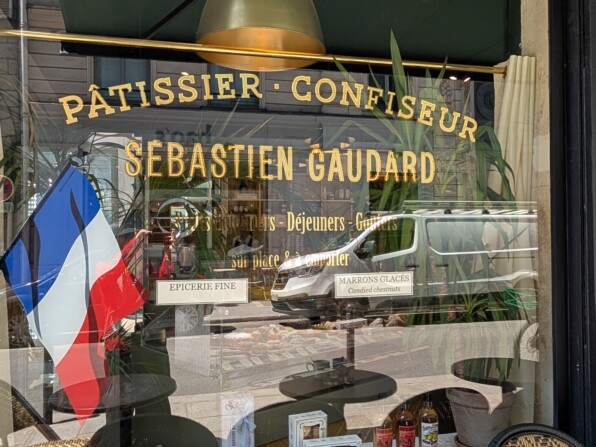 PÂTISSIER · CONFISEUR
SÉBASTIEN GAUDARD
Déjeuners - Goûters
sur place & à emporter
EPICERIE FINE
MARRONS GLACÉS
Candied chestnuts